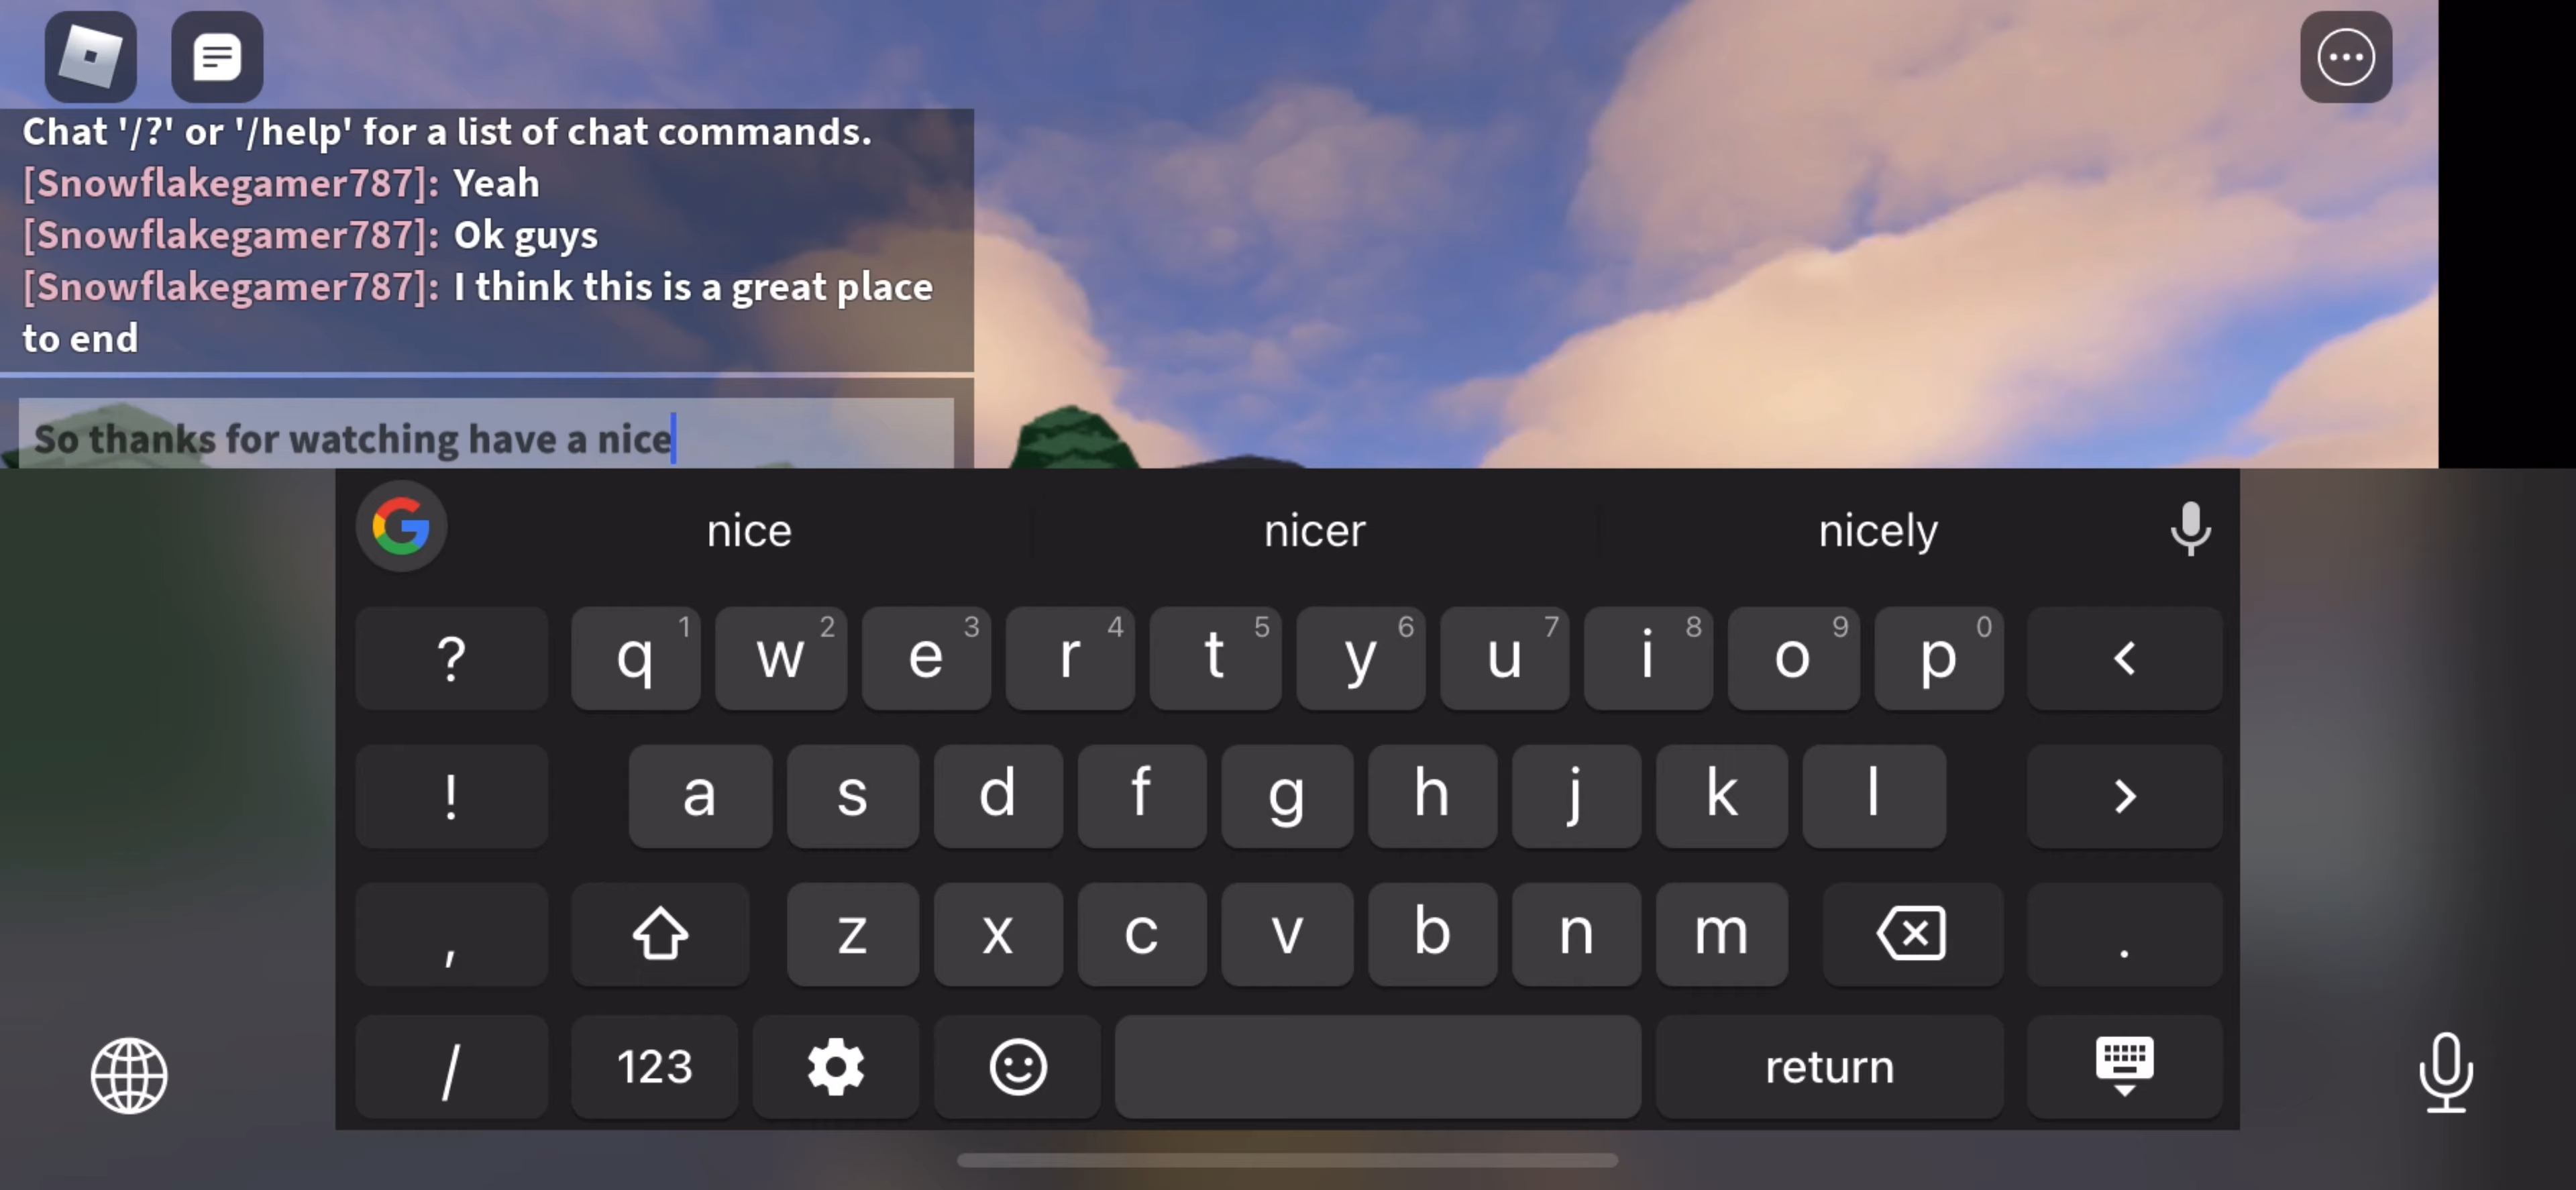 Chat '/?' or '/help' for a list of chat commands.
[Snowflakegamer787]: Yeah
[Snowflakegamer787]: Ok guys
[Snowflakegamer787]: I think this is a great place
to end
So thanks for watching have a nice
nice nicer nicely
? q 1 w 2 e 3 r 4 t 5 y 6 u 7 i 8 o 9 p 0 <
! a s d f g h j k l >
, z x c v b n m .
/ 123 return